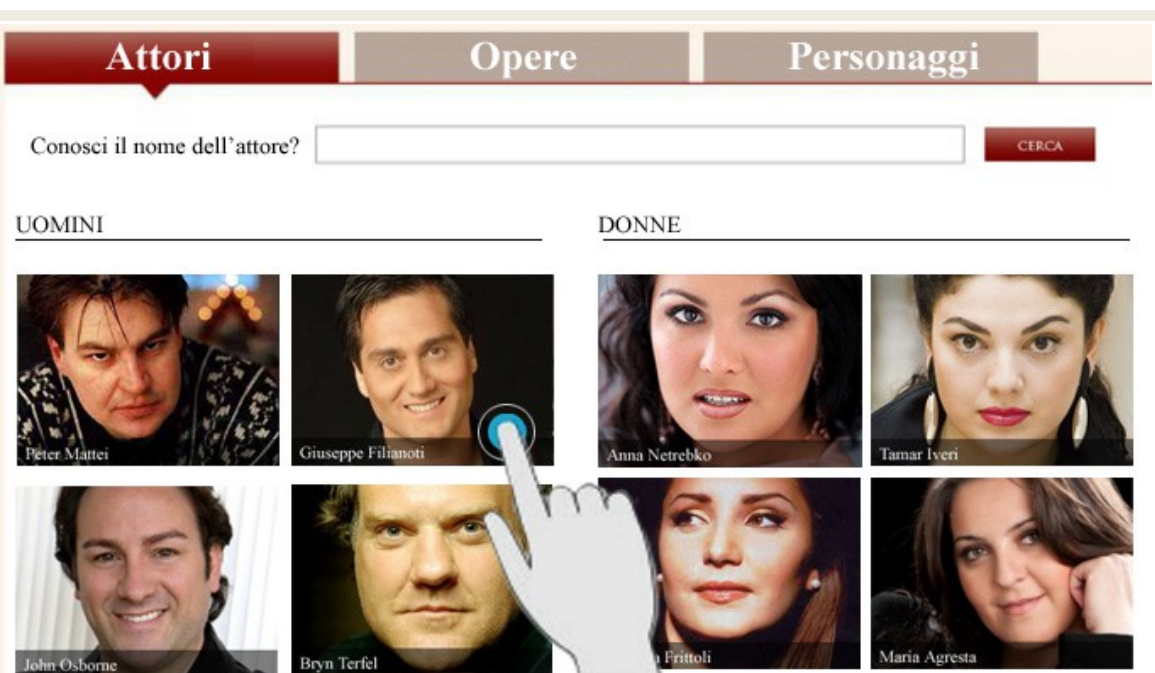 Attori
Opere
Personaggi
Conosci il nome dell'attore?
CERCA
UOMINI
DONNE
Peter Mattei
Giuseppe Filianoti
Anna Netrebko
Tamar Iveri
John Osborne
Bryn Terfel
Frittoli
Maria Agresta